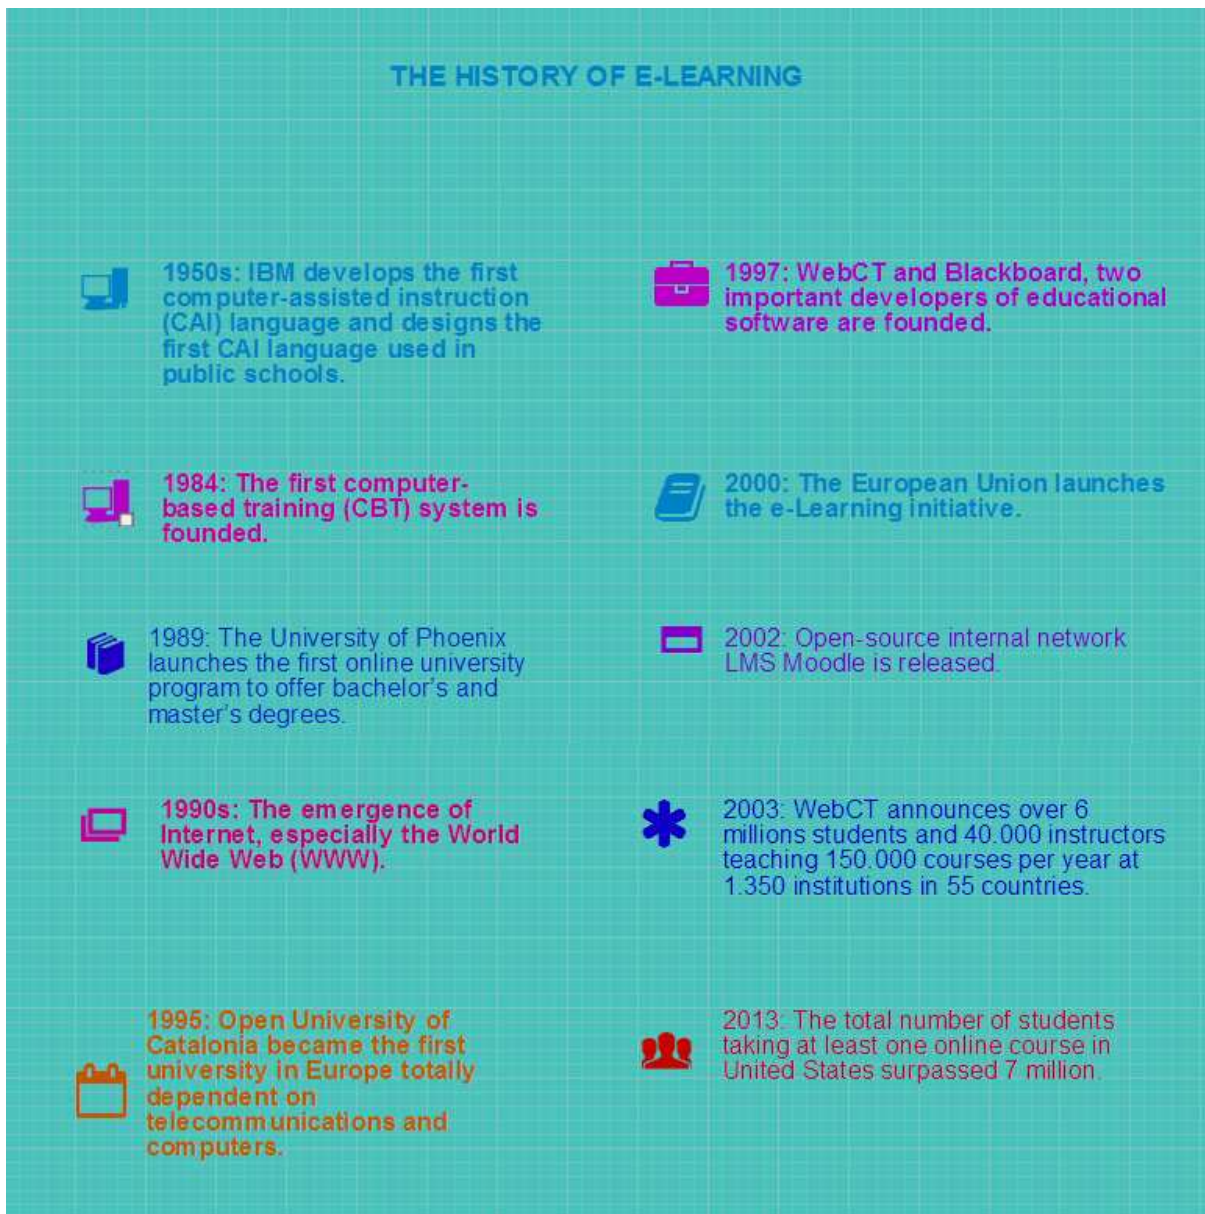 THE HISTORY OF E-LEARNING
1950s: IBM develops the first
computer-assisted instruction
(CAI) language and designs the
first CAI language used in
public schools.
1984: The first computer-
based training (CBT) system is
founded.
1989: The University of Phoenix
launches the first online university
program to offer bachelor’s and
master’s degrees.
1990s: The emergence of
Internet, especially the World
Wide Web (WWW).
1995: Open University of
Catalonia became the first
university in Europe totally
dependent on
telecommunications and
computers.
1997: WebCT and Blackboard, two
important developers of educational
software are founded.
2000: The European Union launches
the e-Learning initiative.
2002: Open-source internal network
LMS Moodle is released.
2003: WebCT announces over 6
millions students and 40.000 instructors
teaching 150.000 courses per year at
1.350 institutions in 55 countries.
2013: The total number of students
taking at least one online course in
United States surpassed 7 million.